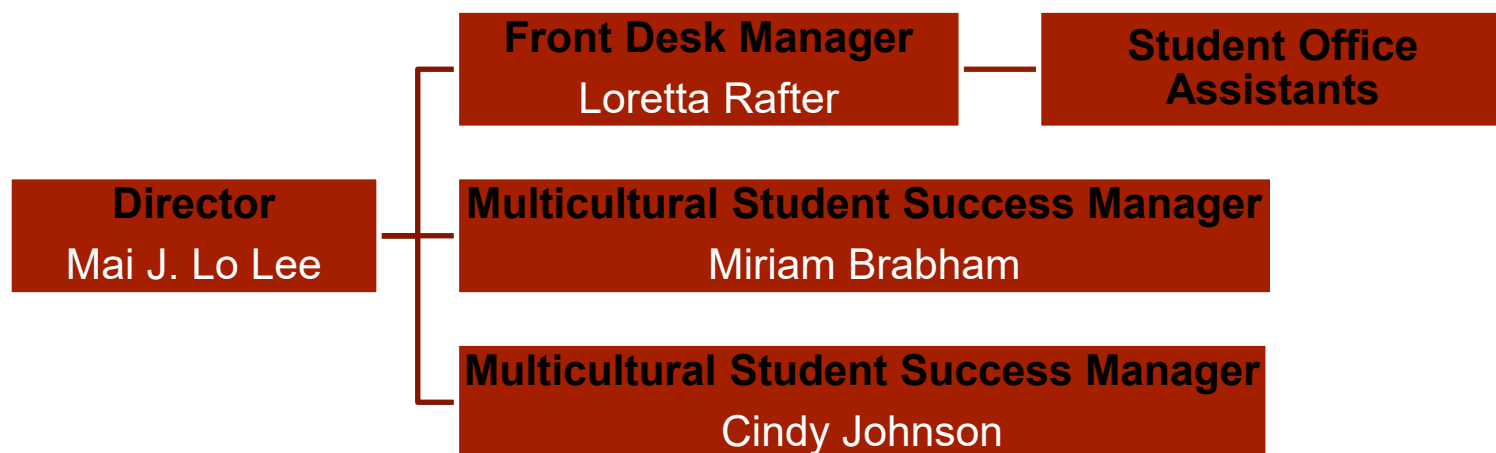 Front Desk Manager
Loretta Rafter
Student Office
Assistants
Director
Mai J. Lo Lee
Multicultural Student Success Manager
Miriam Brabham
Multicultural Student Success Manager
Cindy Johnson